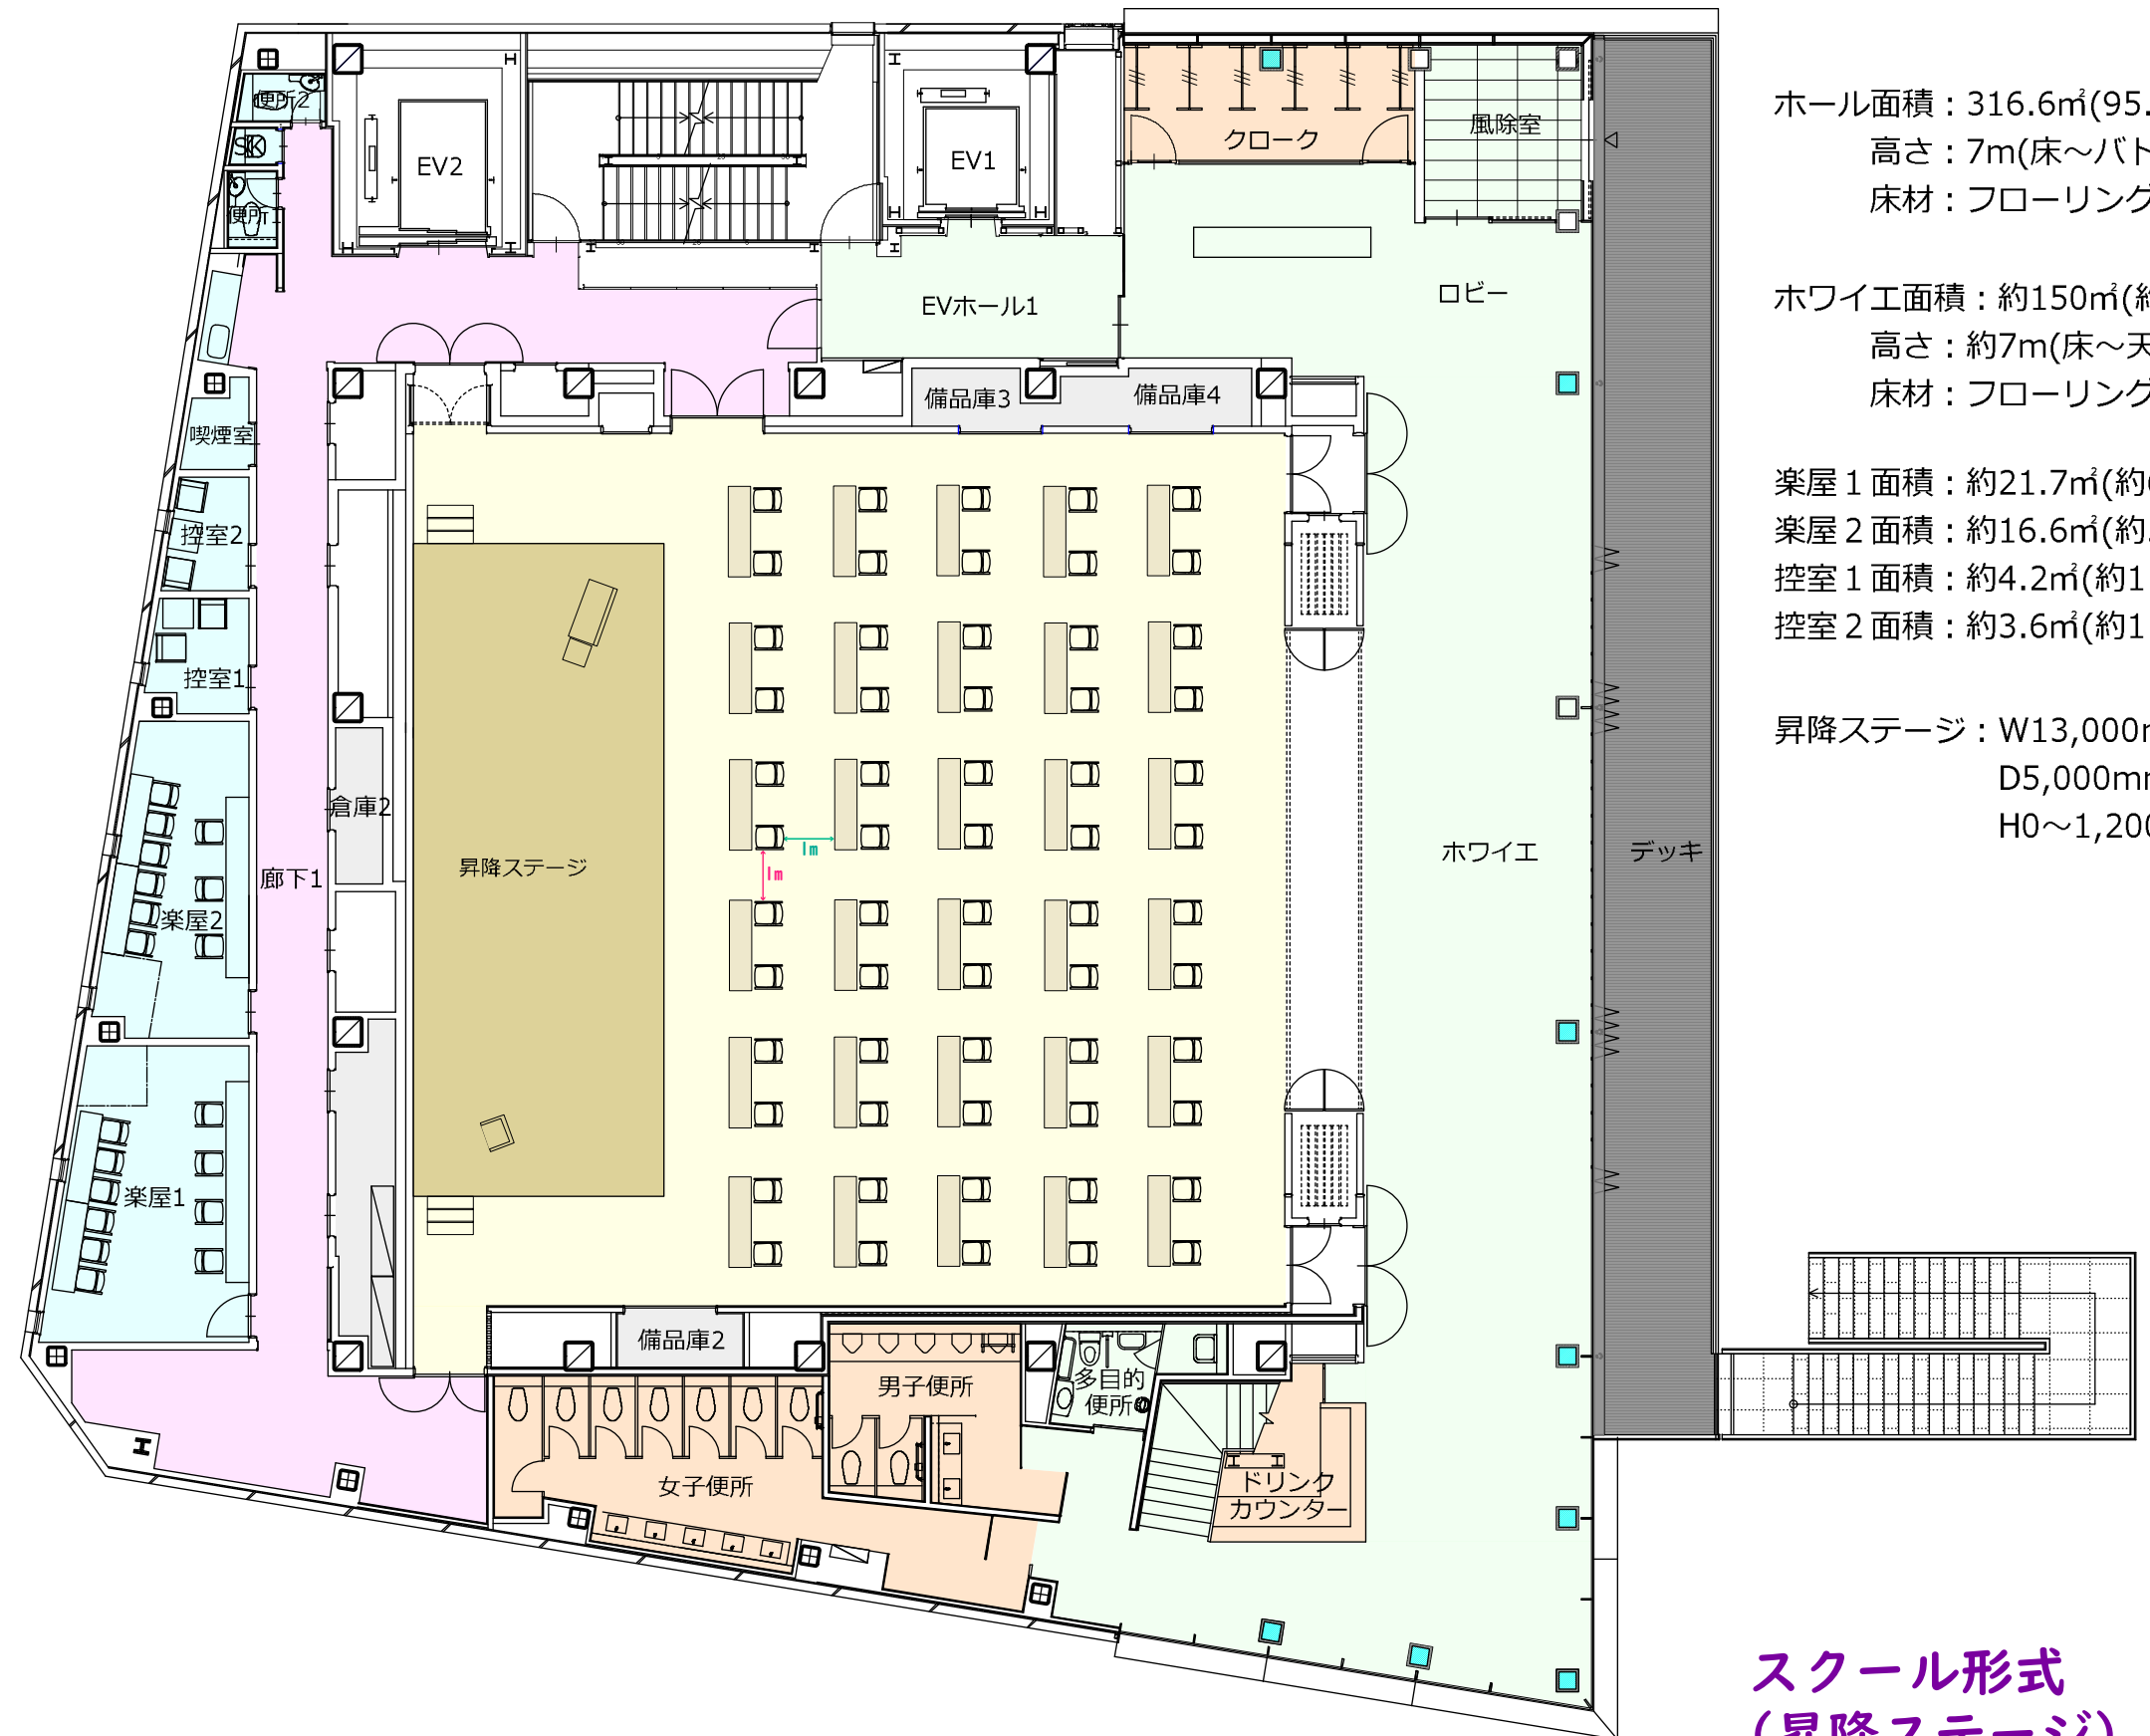 便所2
SK
便所1
EV2
EV1
クローク
風除室
EVホール1
ロビー
備品庫3
備品庫4
喫煙室
控室2
控室1
倉庫2
廊下1
楽屋2
楽屋1
昇降ステージ
1m
1m
ホワイエ
デッキ
備品庫2
男子便所
多目的
便所
女子便所
ドリンク
カウンター
ホール面積：316.6㎡(95.
高さ：7m(床～バト
床材：フローリング
ホワイエ面積：約150㎡(約
高さ：約7m(床～天
床材：フローリング
楽屋１面積：約21.7㎡(約6
楽屋２面積：約16.6㎡(約
控室１面積：約4.2㎡(約1
控室２面積：約3.6㎡(約1
昇降ステージ：W13,000m
D5,000mm
H0～1,200
スクール形式
(昇降ステージ)